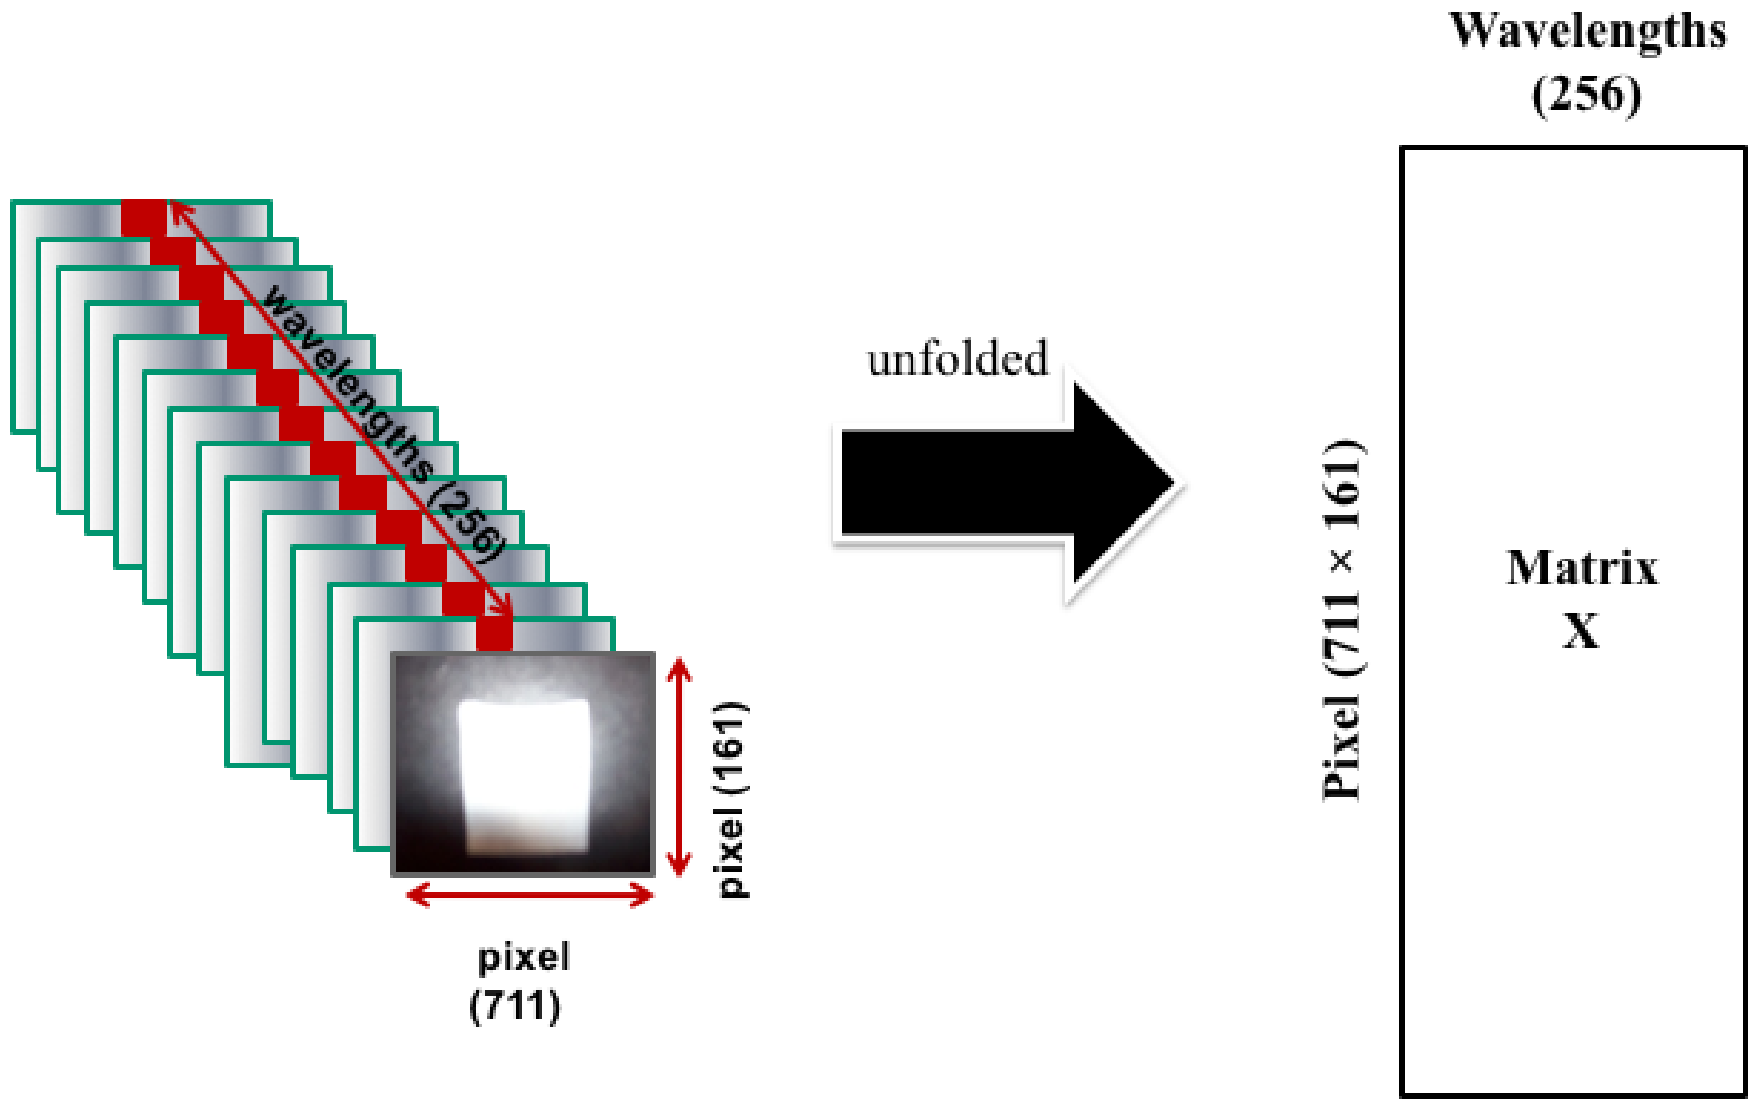 wavelengths (256)
pixel (161)
pixel
(711)
unfolded
Wavelengths
(256)
Pixel (711 × 161)
Matrix
X